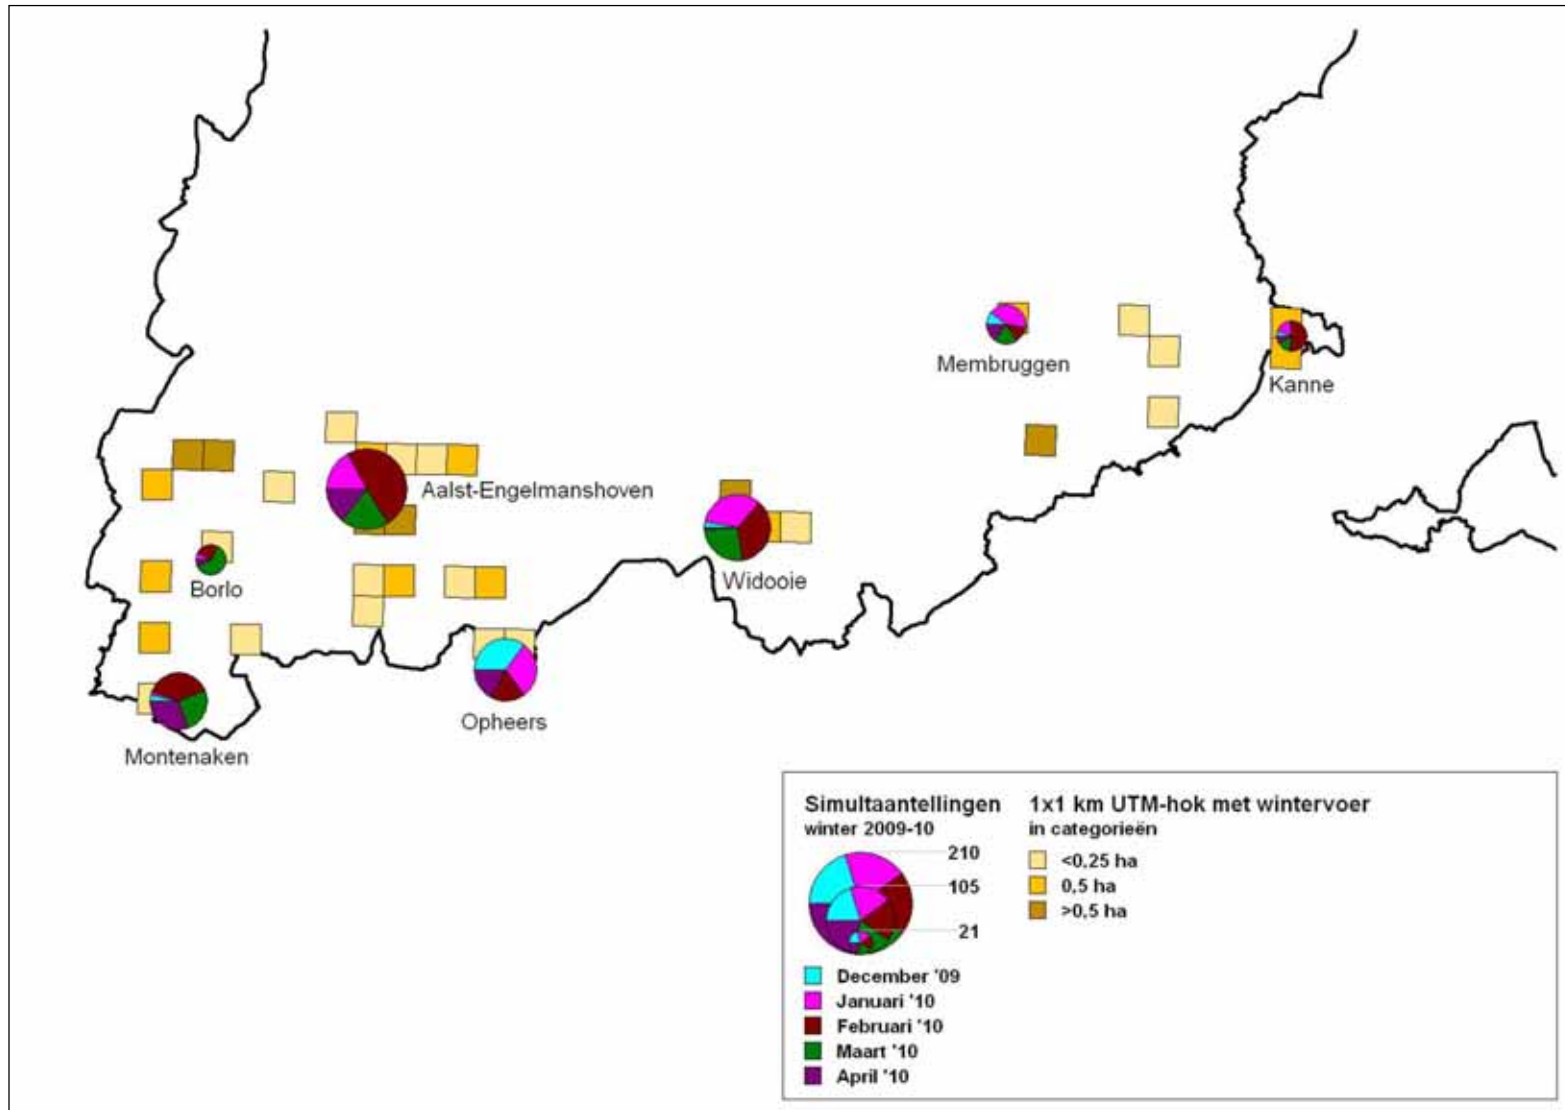 Membruggen
Kanne
Aalst-Engelmanshoven
Borlo
Widooie
Opheers
Montenaken
Simultaantellingen
winter 2009-10
210
105
21
December '09
Januari '10
Februari '10
Maart '10
April '10
1x1 km UTM-hok met wintervoer
in categorieën
<0,25 ha
0,5 ha
>0,5 ha